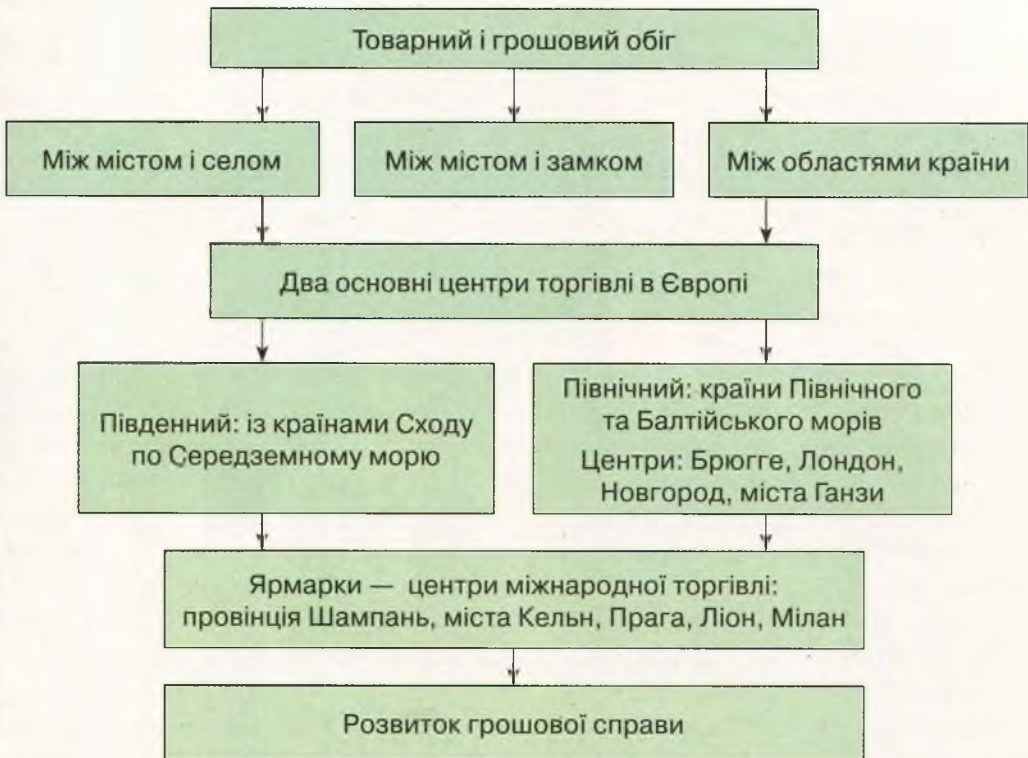 Товарний і грошовий обіг
Між містом і селом
Між містом і замком
Між областями країни
Два основні центри торгівлі в Європі
Південний: із країнами Сходу
по Середземному морю
Північний: країни Північного
та Балтійського морів
Центри: Брюгге, Лондон,
Новгород, міста Ганзи
Ярмарки — центри міжнародної торгівлі:
провінція Шампань, міста Кельн, Прага, Ліон, Мілан
Розвиток грошової справи